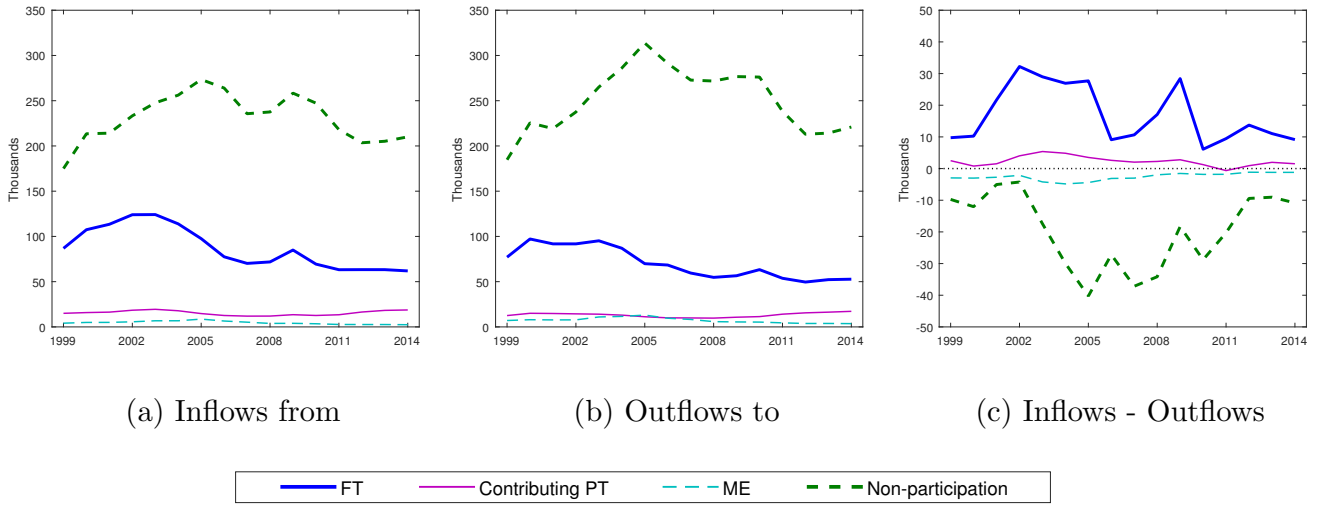 350
300
250
200
150
100
50
0
Thousands
1999 2002 2005 2008 2011 2014
(a) Inflows from
350
300
250
200
150
100
50
0
Thousands
1999 2002 2005 2008 2011 2014
(b) Outflows to
50
40
30
20
10
0
-10
-20
-30
-40
-50
Thousands
1999 2002 2005 2008 2011 2014
(c) Inflows - Outflows
FT Contributing PT ME Non-participation